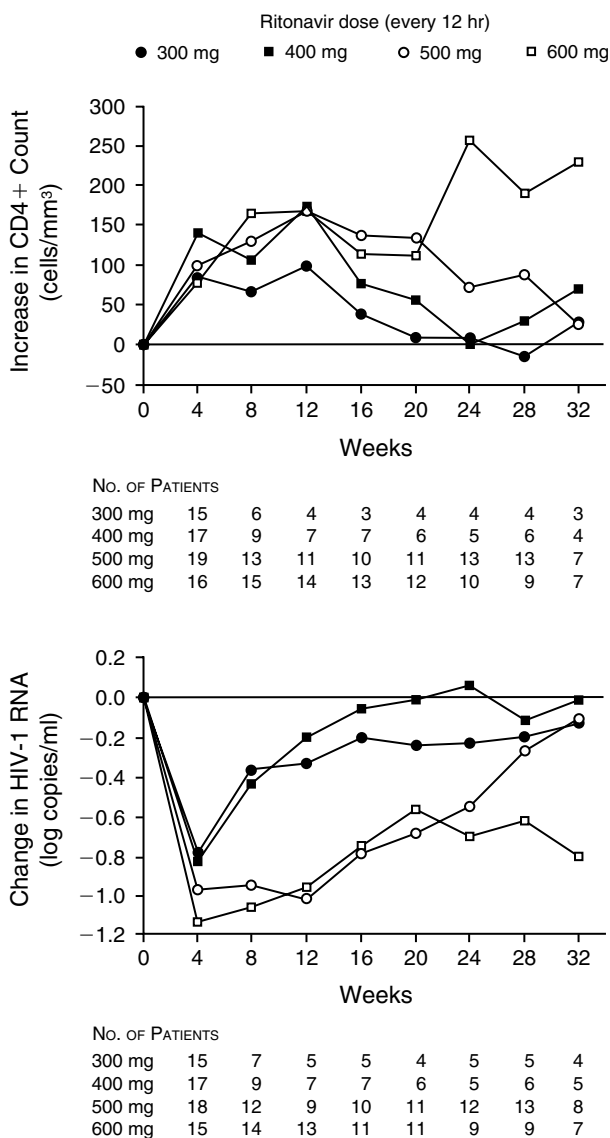 Ritonavir dose (every 12 hr)
● 300 mg ■ 400 mg ○ 500 mg □ 600 mg
Increase in CD4+ Count
(cells/mm³)
300
250
200
150
100
50
0
−50
0 4 8 12 16 20 24 28 32
Weeks
No. of Patients
300 mg 15 6 4 3 4 4 4 3
400 mg 17 9 7 7 6 5 6 4
500 mg 19 13 11 10 11 13 13 7
600 mg 16 15 14 13 12 10 9 7
Change in HIV-1 RNA
(log copies/ml)
0.2
0.0
−0.2
−0.4
−0.6
−0.8
−1.0
−1.2
0 4 8 12 16 20 24 28 32
Weeks
No. of Patients
300 mg 15 7 5 5 4 5 5 4
400 mg 17 9 7 7 6 5 6 5
500 mg 18 12 9 10 11 12 13 8
600 mg 15 14 13 11 11 9 9 7